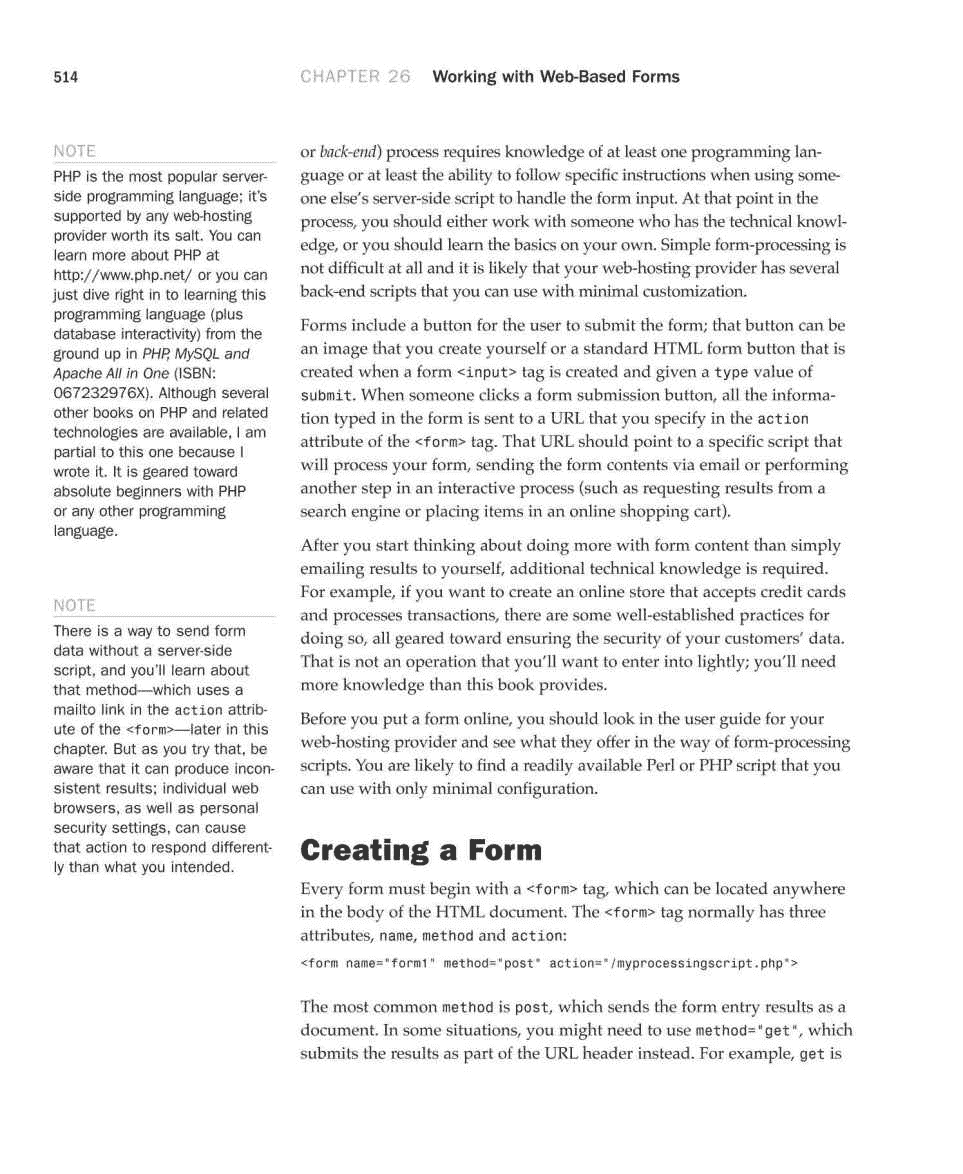 514
CHAPTER 26 Working with Web-Based Forms
NOTE
PHP is the most popular server-
side programming language; it's
supported by any web-hosting
provider worth its salt. You can
learn more about PHP at
http://www.php.net/ or you can
just dive right in to learning this
programming language (plus
database interactivity) from the
ground up in PHP, MySQL and
Apache All in One (ISBN:
067232976X). Although several
other books on PHP and related
technologies are available, I am
partial to this one because I
wrote it. It is geared toward
absolute beginners with PHP
or any other programming
language.
NOTE
There is a way to send form
data without a server-side
script, and you'll learn about
that method—which uses a
mailto link in the action attrib-
ute of the <form>—later in this
chapter. But as you try that, be
aware that it can produce incon-
sistent results; individual web
browsers, as well as personal
security settings, can cause
that action to respond different-
ly than what you intended.
or back-end) process requires knowledge of at least one programming lan-
guage or at least the ability to follow specific instructions when using some-
one else's server-side script to handle the form input. At that point in the
process, you should either work with someone who has the technical knowl-
edge, or you should learn the basics on your own. Simple form-processing is
not difficult at all and it is likely that your web-hosting provider has several
back-end scripts that you can use with minimal customization.
Forms include a button for the user to submit the form; that button can be
an image that you create yourself or a standard HTML form button that is
created when a form <input> tag is created and given a type value of
submit. When someone clicks a form submission button, all the informa-
tion typed in the form is sent to a URL that you specify in the action
attribute of the <form> tag. That URL should point to a specific script that
will process your form, sending the form contents via email or performing
another step in an interactive process (such as requesting results from a
search engine or placing items in an online shopping cart).
After you start thinking about doing more with form content than simply
emailing results to yourself, additional technical knowledge is required.
For example, if you want to create an online store that accepts credit cards
and processes transactions, there are some well-established practices for
doing so, all geared toward ensuring the security of your customers' data.
That is not an operation that you'll want to enter into lightly; you'll need
more knowledge than this book provides.
Before you put a form online, you should look in the user guide for your
web-hosting provider and see what they offer in the way of form-processing
scripts. You are likely to find a readily available Perl or PHP script that you
can use with only minimal configuration.
Creating a Form
Every form must begin with a <form> tag, which can be located anywhere
in the body of the HTML document. The <form> tag normally has three
attributes, name, method and action:
<form name="form1" method="post" action="/myprocessingscript.php">
The most common method is post, which sends the form entry results as a
document. In some situations, you might need to use method="get", which
submits the results as part of the URL header instead. For example, get is